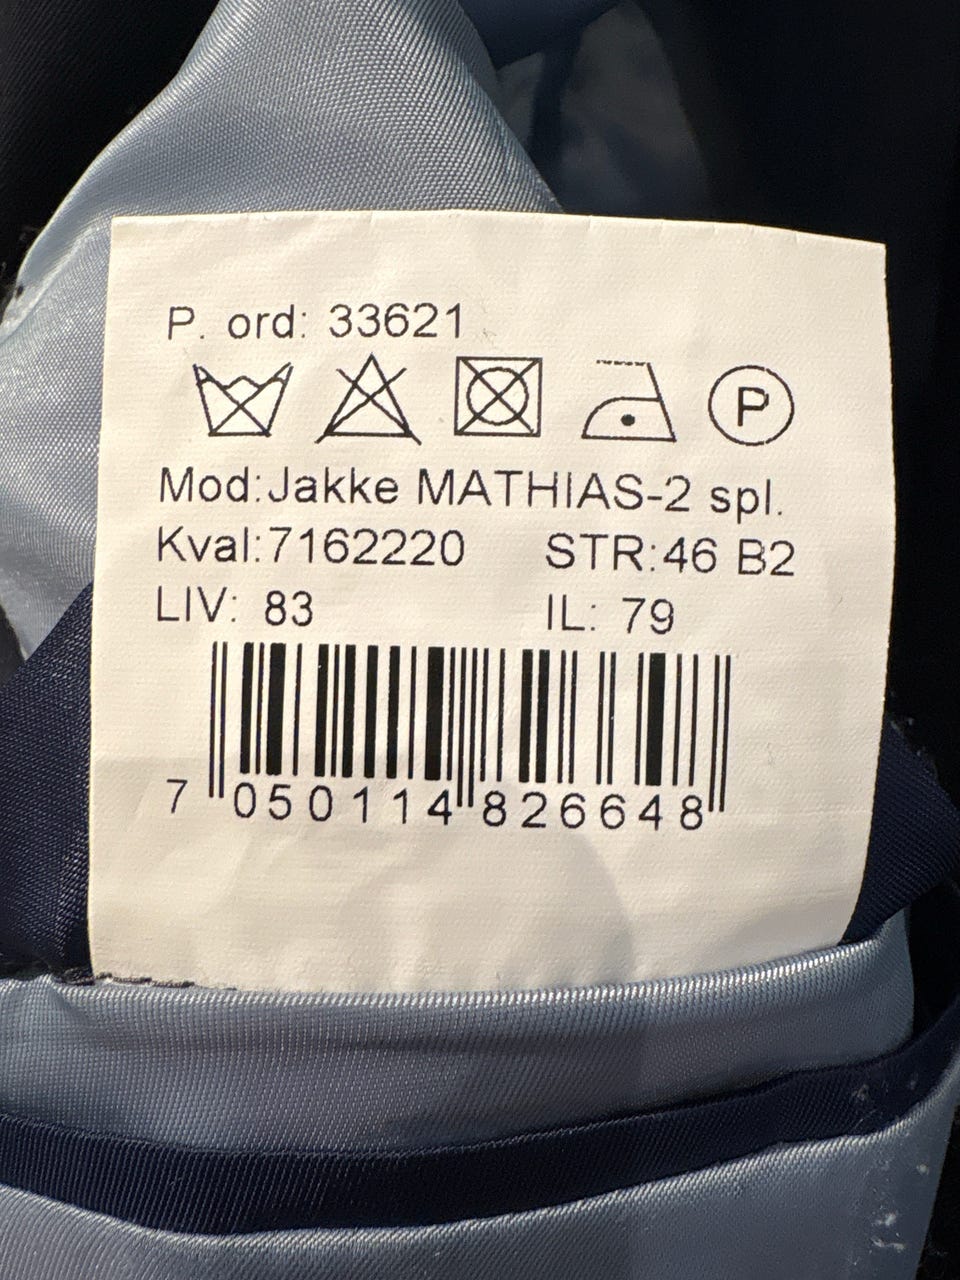 P. ord: 33621
P
Mod:Jakke MATHIAS-2 spl.
Kval:7162220 STR:46 B2
LIV: 83 IL: 79
7 050114 826648